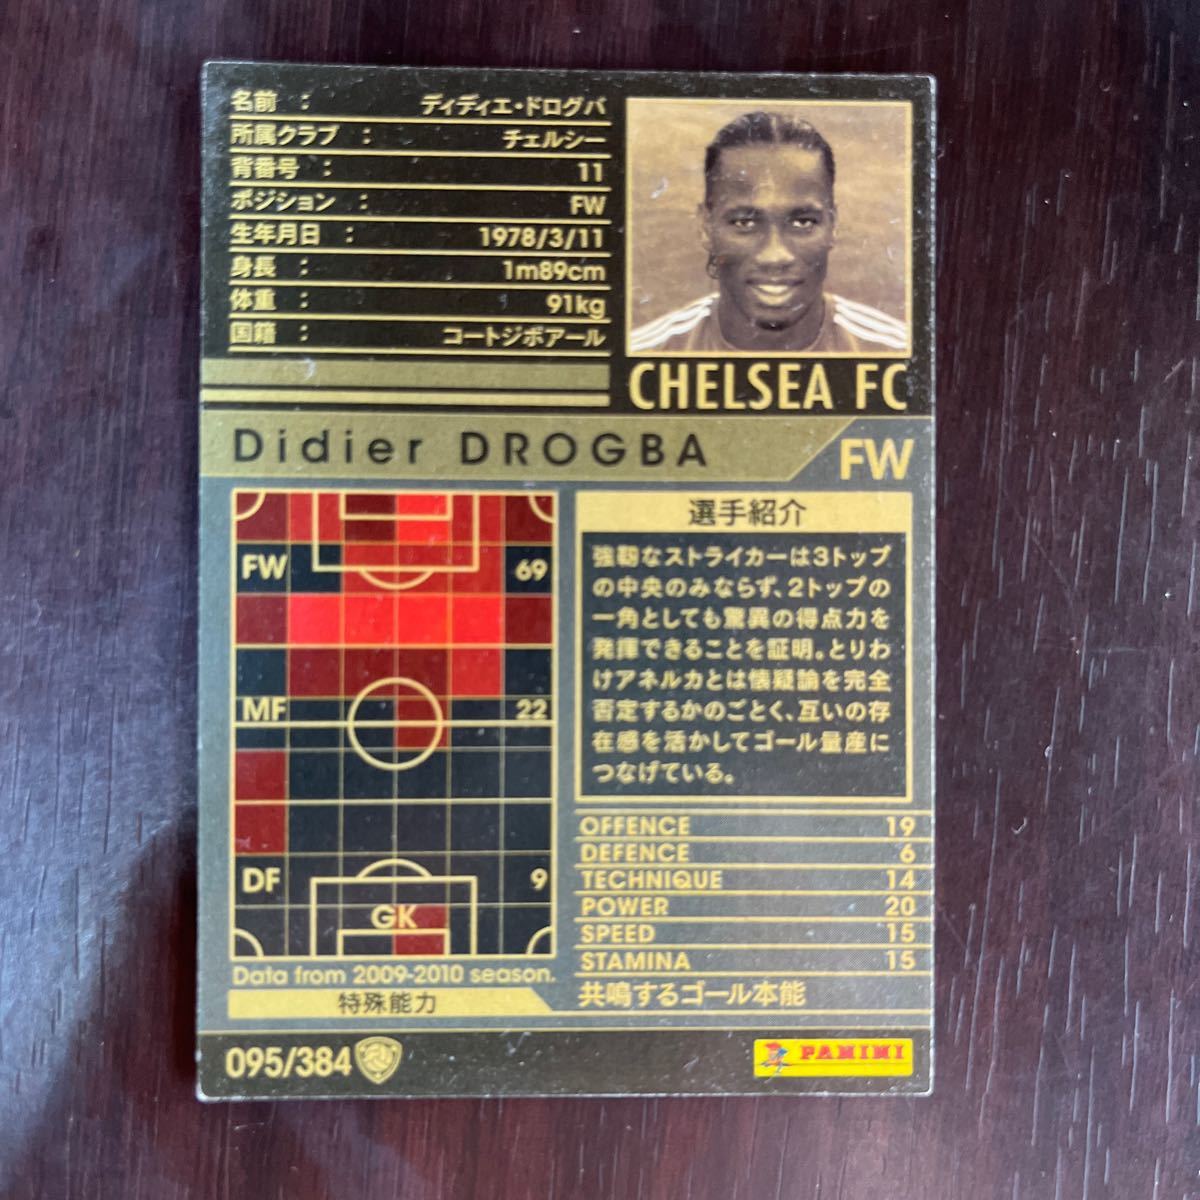 名前 : ディディエ・ドログバ
所属クラブ : チェルシー
背番号 : 11
ポジション : FW
生年月日 : 1978/3/11
身長 : 1m89cm
体重 : 91kg
国籍 : コートジボアール
CHELSEA FC
Didier DROGBA
FW
FW 69
MF 22
DF 9
GK
Data from 2009-2010 season.
特殊能力
選手紹介
強靭なストライカーは3トップ
の中央のみならず、2トップの
一角としても驚異の得点力を
発揮できることを証明。とりわ
けアネルカとは懐疑論を完全
否定するかのごとく、互いの存
在感を活かしてゴール量産に
つなげている。
OFFENCE 19
DEFENCE 6
TECHNIQUE 14
POWER 20
SPEED 15
STAMINA 15
共鳴するゴール本能
095/384
PANINI